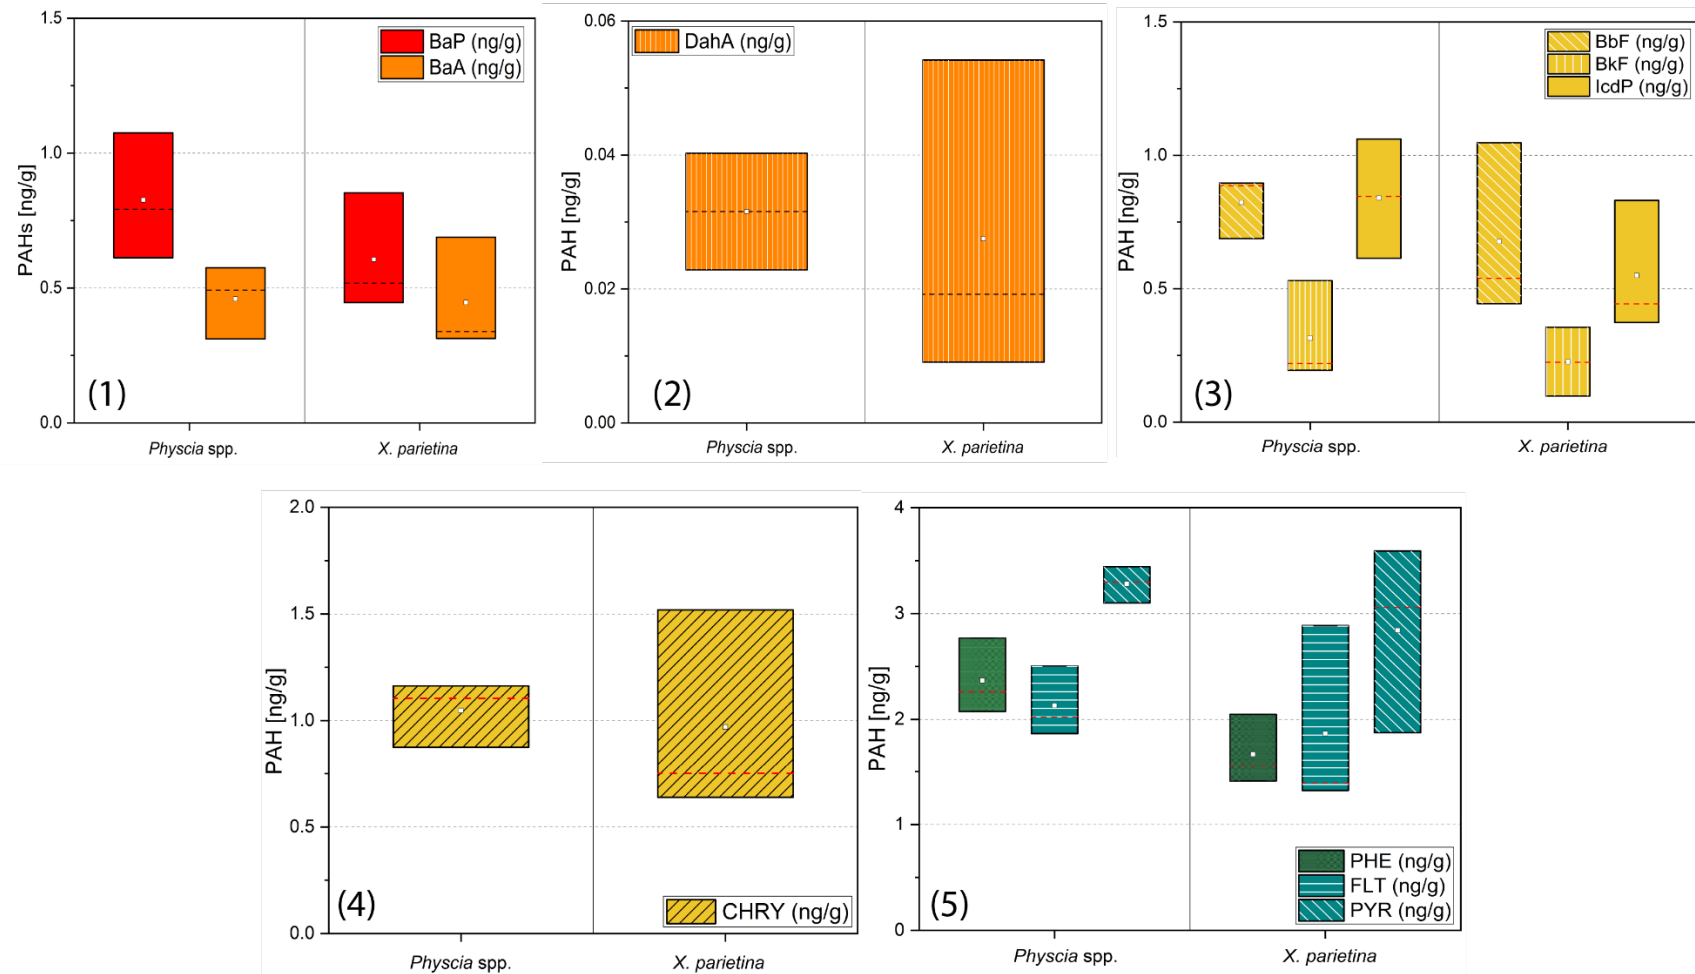 1.5
1.0
0.5
0.0
PAHs [ng/g]
BaP (ng/g)
BaA (ng/g)
(1)
Physcia spp.
X. parietina
0.06
0.04
0.02
0.00
PAH [ng/g]
DahA (ng/g)
(2)
Physcia spp.
X. parietina
1.5
1.0
0.5
0.0
PAH [ng/g]
BbF (ng/g)
BkF (ng/g)
IcdP (ng/g)
(3)
Physcia spp.
X. parietina
2.0
1.5
1.0
0.5
0.0
PAH [ng/g]
CHRY (ng/g)
(4)
Physcia spp.
X. parietina
4
3
2
1
0
PAH [ng/g]
PHE (ng/g)
FLT (ng/g)
PYR (ng/g)
(5)
Physcia spp.
X. parietina